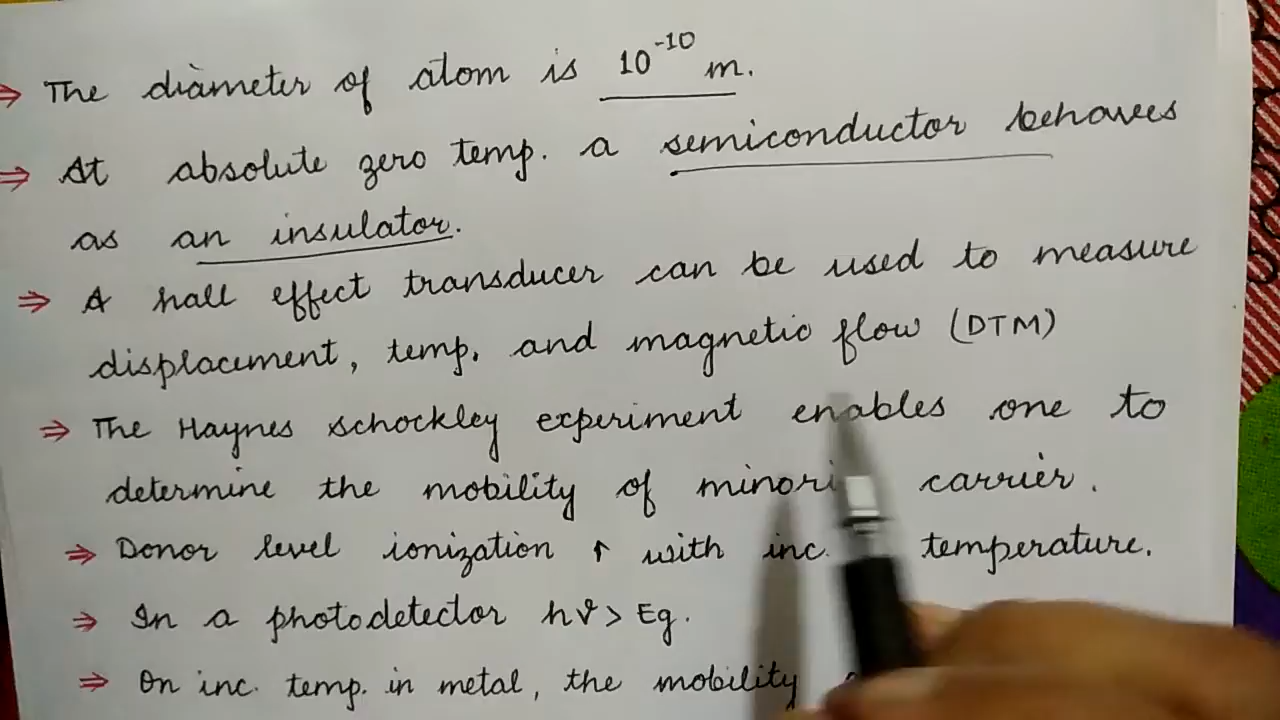 ⇒ The diameter of atom is 10⁻¹⁰ m.
⇒ At absolute zero temp. a semiconductor behaves
as an insulator.
⇒ A hall effect transducer can be used to measure
displacement, temp. and magnetic flow (DTM)
⇒ The Haynes schockley experiment enables one to
determine the mobility of carrier.
⇒ Donor level ionization ↑ with inc. temperature.
⇒ In a photodetector hν > Eg.
⇒ On inc. temp. in metal, the mobility